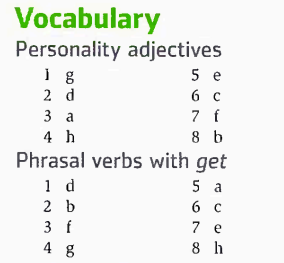 Vocabulary
Personality adjectives
1 g 5 e
2 d 6 c
3 a 7 f
4 h 8 b
Phrasal verbs with get
1 d 5 a
2 b 6 c
3 f 7 e
4 g 8 h